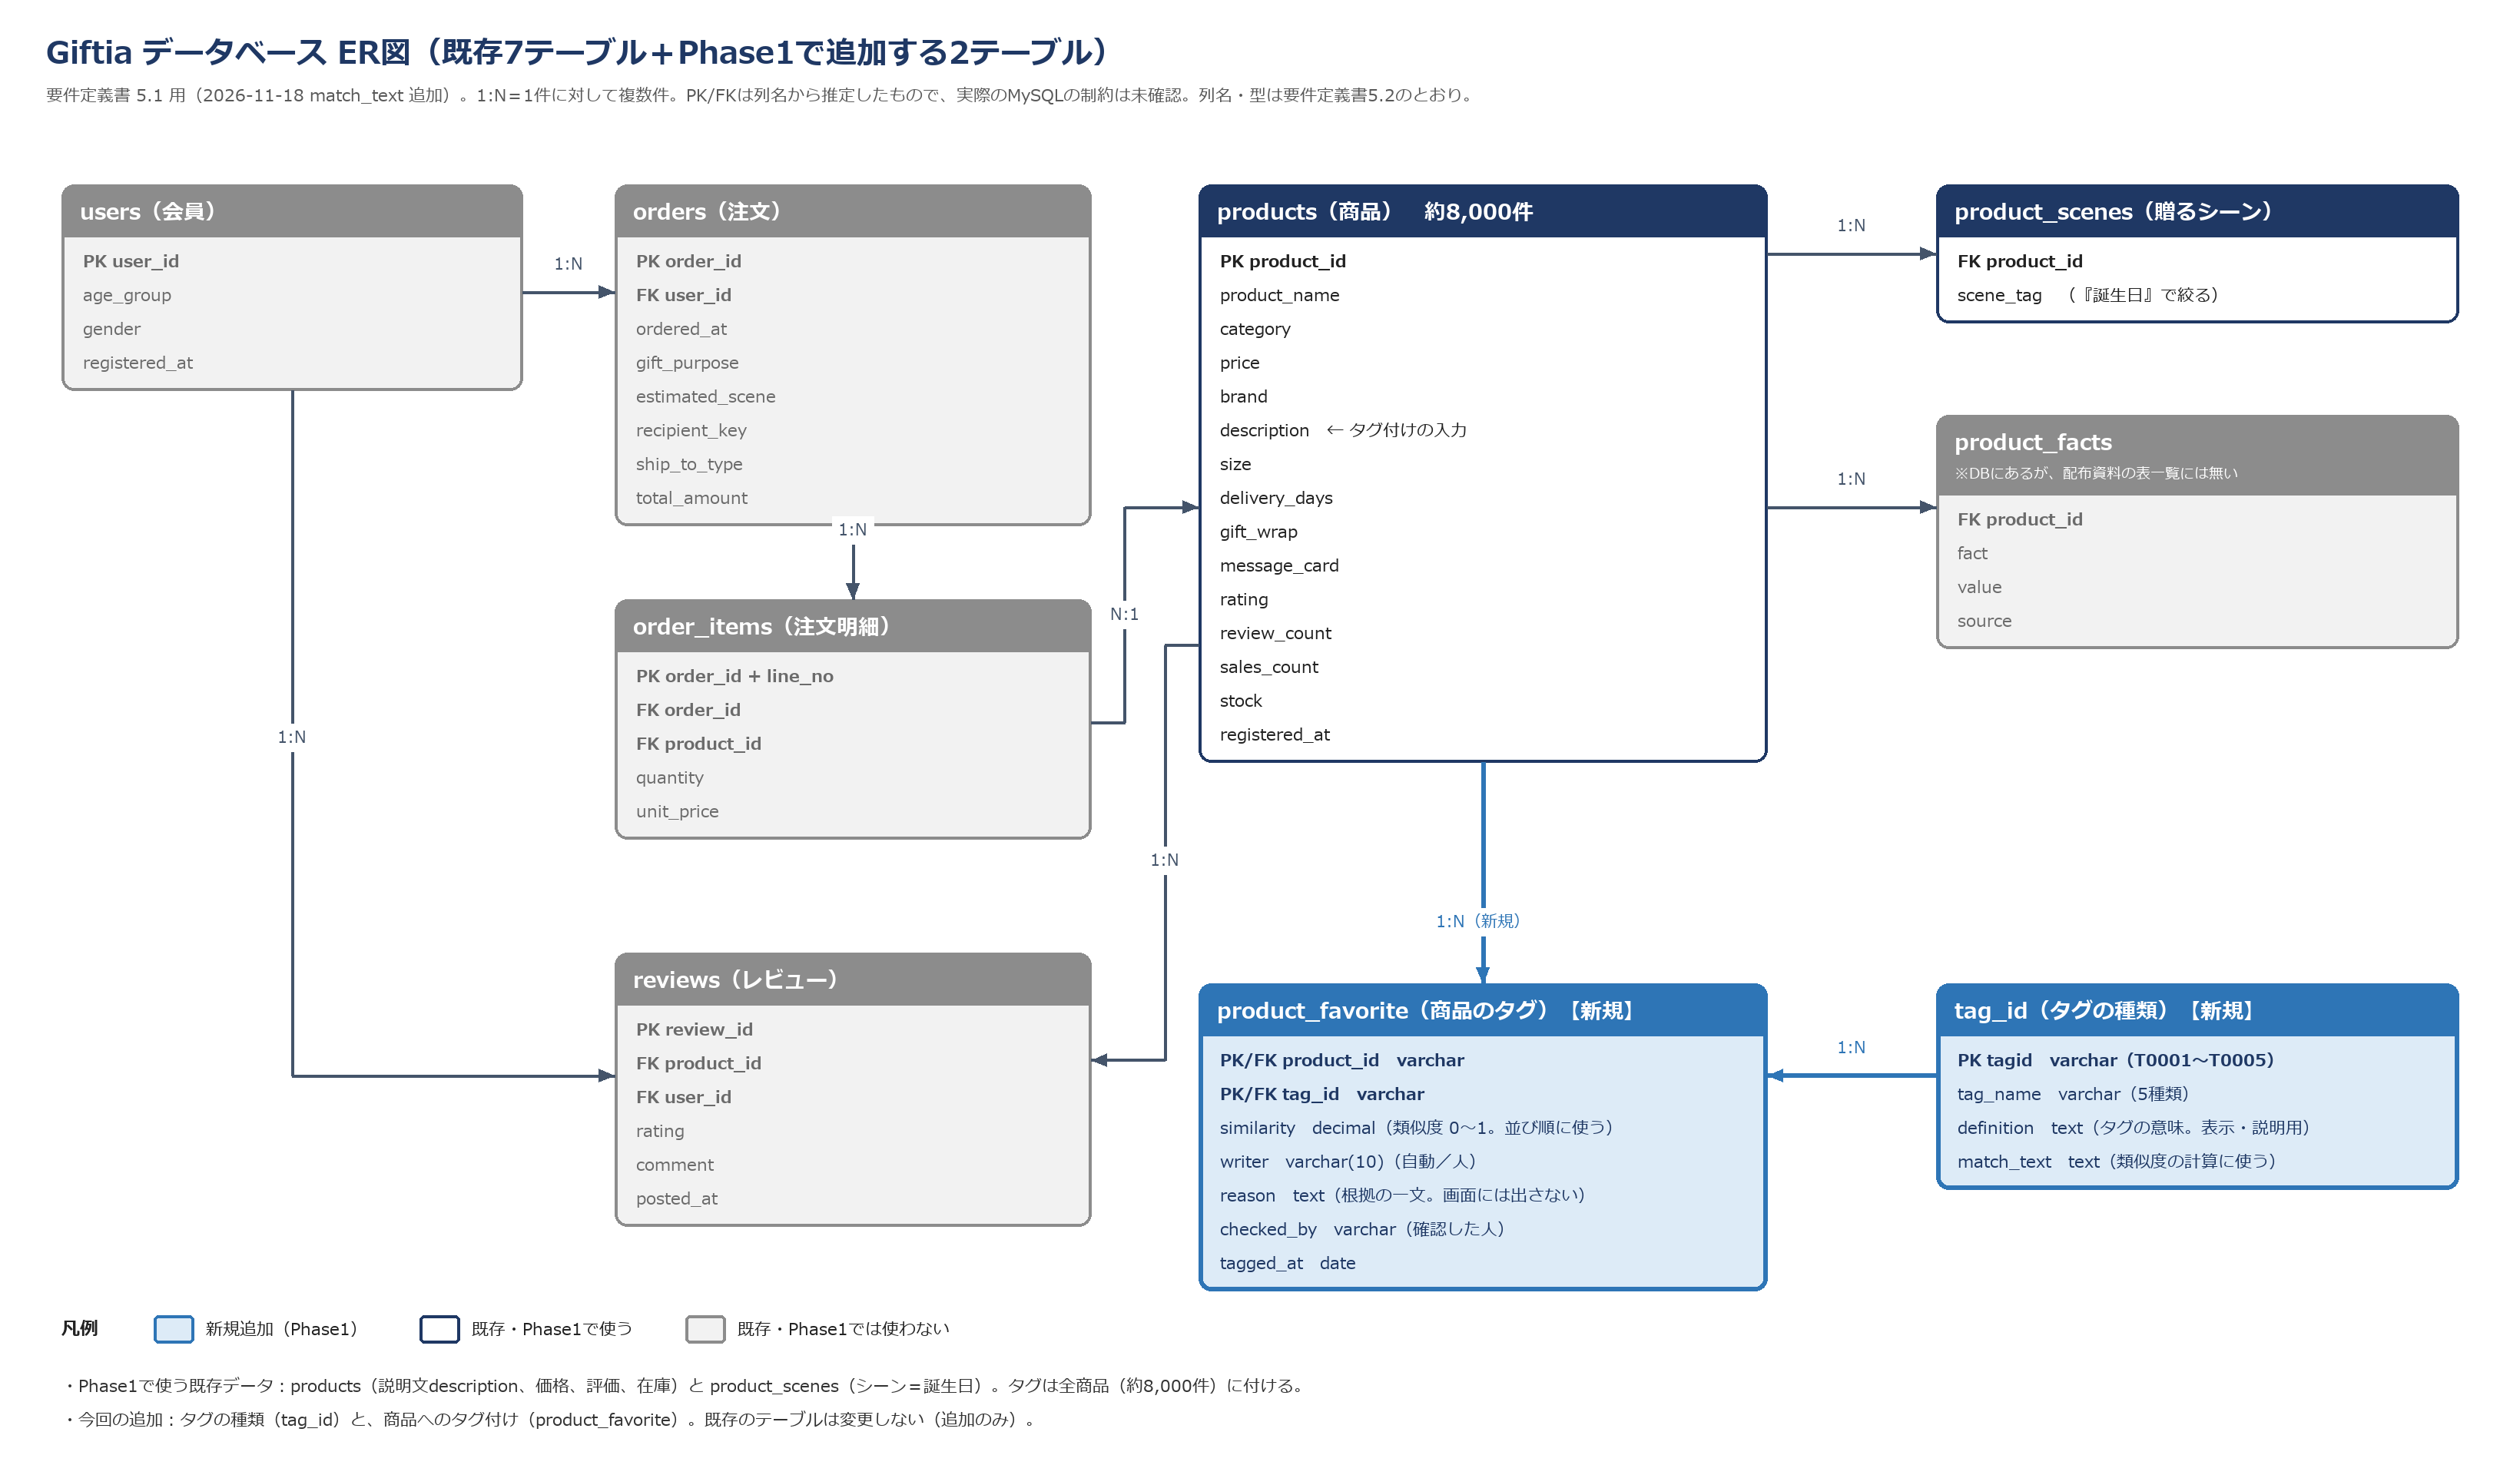 Giftia データベース ER図（既存7テーブル＋Phase1で追加する2テーブル）
要件定義書 5.1 用（2026-11-18 match_text 追加）。1:N＝1件に対して複数件。PK/FKは列名から推定したもので、実際のMySQLの制約は未確認。列名・型は要件定義書5.2のとおり。
users（会員）
PK user_id
age_group
gender
registered_at
1:N
orders（注文）
PK order_id
FK user_id
ordered_at
gift_purpose
estimated_scene
recipient_key
ship_to_type
total_amount
1:N
order_items（注文明細）
PK order_id + line_no
FK order_id
FK product_id
quantity
unit_price
N:1
1:N
1:N
reviews（レビュー）
PK review_id
FK product_id
FK user_id
rating
comment
posted_at
products（商品）　約8,000件
PK product_id
product_name
category
price
brand
description　← タグ付けの入力
size
delivery_days
gift_wrap
message_card
rating
review_count
sales_count
stock
registered_at
1:N
product_scenes（贈るシーン）
FK product_id
scene_tag　（『誕生日』で絞る）
1:N
product_facts
※DBにあるが、配布資料の表一覧には無い
FK product_id
fact
value
source
1:N（新規）
product_favorite（商品のタグ）【新規】
PK/FK product_id　varchar
PK/FK tag_id　varchar
similarity　decimal（類似度 0～1。並び順に使う）
writer　varchar(10)（自動／人）
reason　text（根拠の一文。画面には出さない）
checked_by　varchar（確認した人）
tagged_at　date
1:N
tag_id（タグの種類）【新規】
PK tagid　varchar（T0001～T0005）
tag_name　varchar（5種類）
definition　text（タグの意味。表示・説明用）
match_text　text（類似度の計算に使う）
凡例
新規追加（Phase1）
既存・Phase1で使う
既存・Phase1では使わない
・Phase1で使う既存データ：products（説明文description、価格、評価、在庫）と product_scenes（シーン＝誕生日）。タグは全商品（約8,000件）に付ける。
・今回の追加：タグの種類（tag_id）と、商品へのタグ付け（product_favorite）。既存のテーブルは変更しない（追加のみ）。